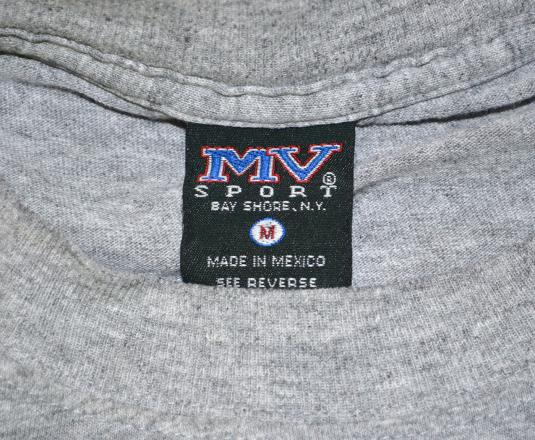 MV
SPORT®
BAY SHORE, N.Y.
M
MADE IN MEXICO
SEE REVERSE